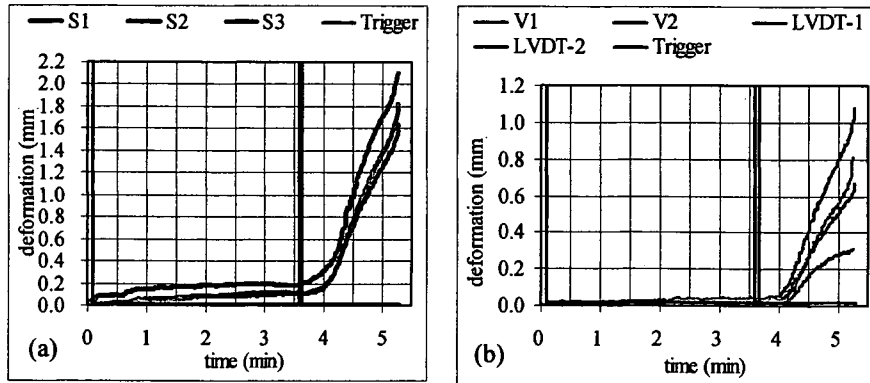 S1 S2 S3 Trigger
2.2
2.0
1.8
1.6
1.4
1.2
1.0
0.8
0.6
0.4
0.2
0.0
deformation (mm
0 1 2 3 4 5
time (min)
(a)
V1 V2 LVDT-1
LVDT-2 Trigger
1.2
1.0
0.8
0.6
0.4
0.2
0.0
deformation (mm
0 1 2 3 4 5
time (min)
(b)